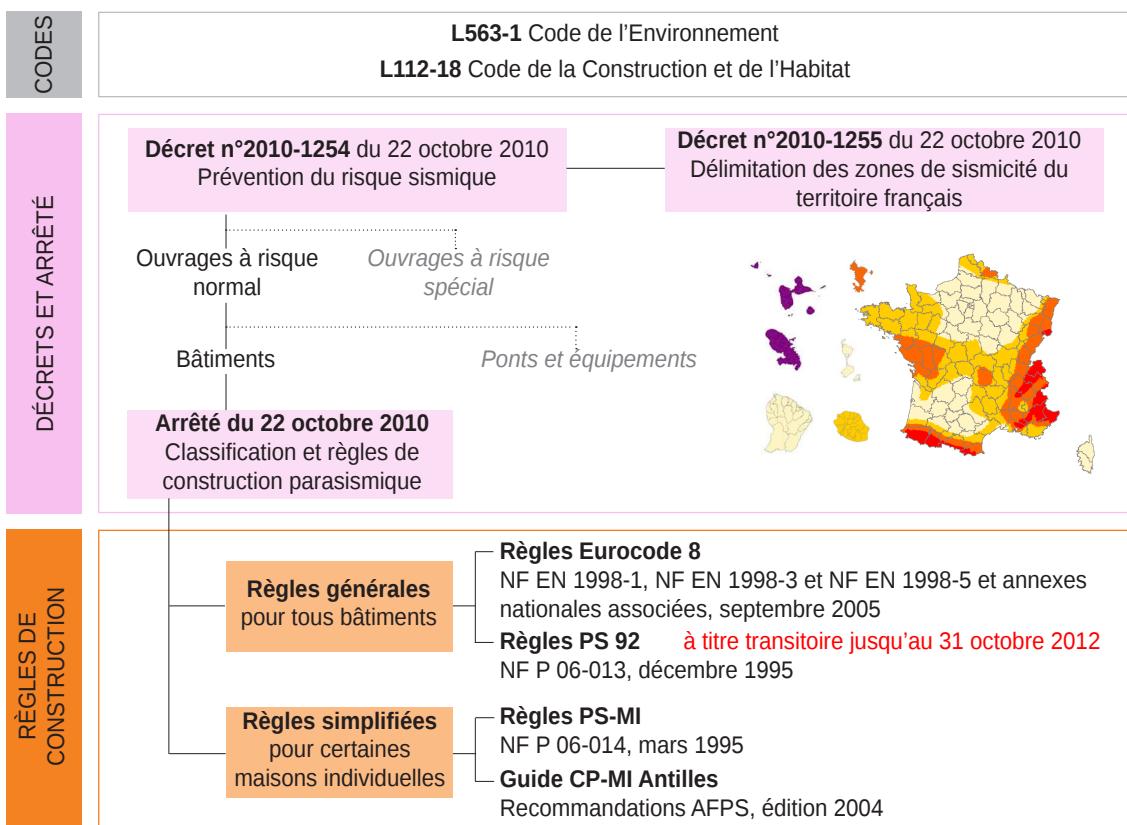 CODES
L563-1 Code de l’Environnement
L112-18 Code de la Construction et de l’Habitat
DÉCRETS ET ARRÊTÉ
Décret n°2010-1254 du 22 octobre 2010
Prévention du risque sismique
Décret n°2010-1255 du 22 octobre 2010
Délimitation des zones de sismicité du
territoire français
Ouvrages à risque
normal
Ouvrages à risque
spécial
Bâtiments
Ponts et équipements
Arrêté du 22 octobre 2010
Classification et règles de
construction parasismique
RÈGLES DE
CONSTRUCTION
Règles générales
pour tous bâtiments
Règles Eurocode 8
NF EN 1998-1, NF EN 1998-3 et NF EN 1998-5 et annexes
nationales associées, septembre 2005
Règles PS 92 à titre transitoire jusqu’au 31 octobre 2012
NF P 06-013, décembre 1995
Règles simplifiées
pour certaines
maisons individuelles
Règles PS-MI
NF P 06-014, mars 1995
Guide CP-MI Antilles
Recommandations AFPS, édition 2004